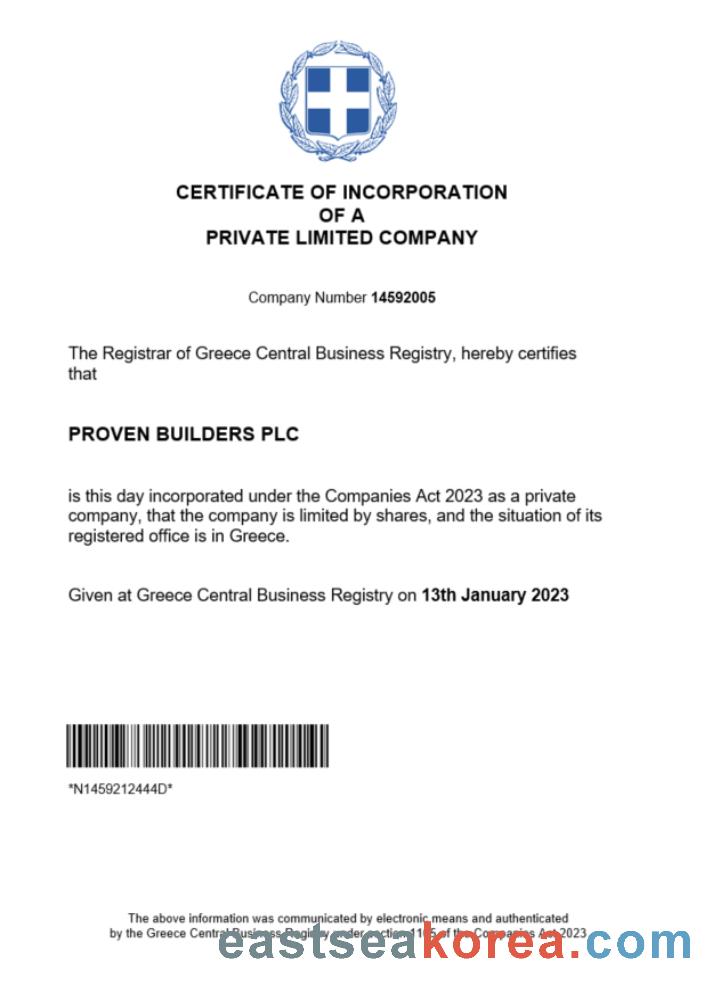 CERTIFICATE OF INCORPORATION
OF A
PRIVATE LIMITED COMPANY
Company Number 14592005
The Registrar of Greece Central Business Registry, hereby certifies
that
PROVEN BUILDERS PLC
is this day incorporated under the Companies Act 2023 as a private
company, that the company is limited by shares, and the situation of its
registered office is in Greece.
Given at Greece Central Business Registry on 13th January 2023
*N1459212444D*
The above information was communicated by electronic means and authenticated
by the Greece Central Business Registry under section 1165 of the Companies Act 2023
eastseakorea.com